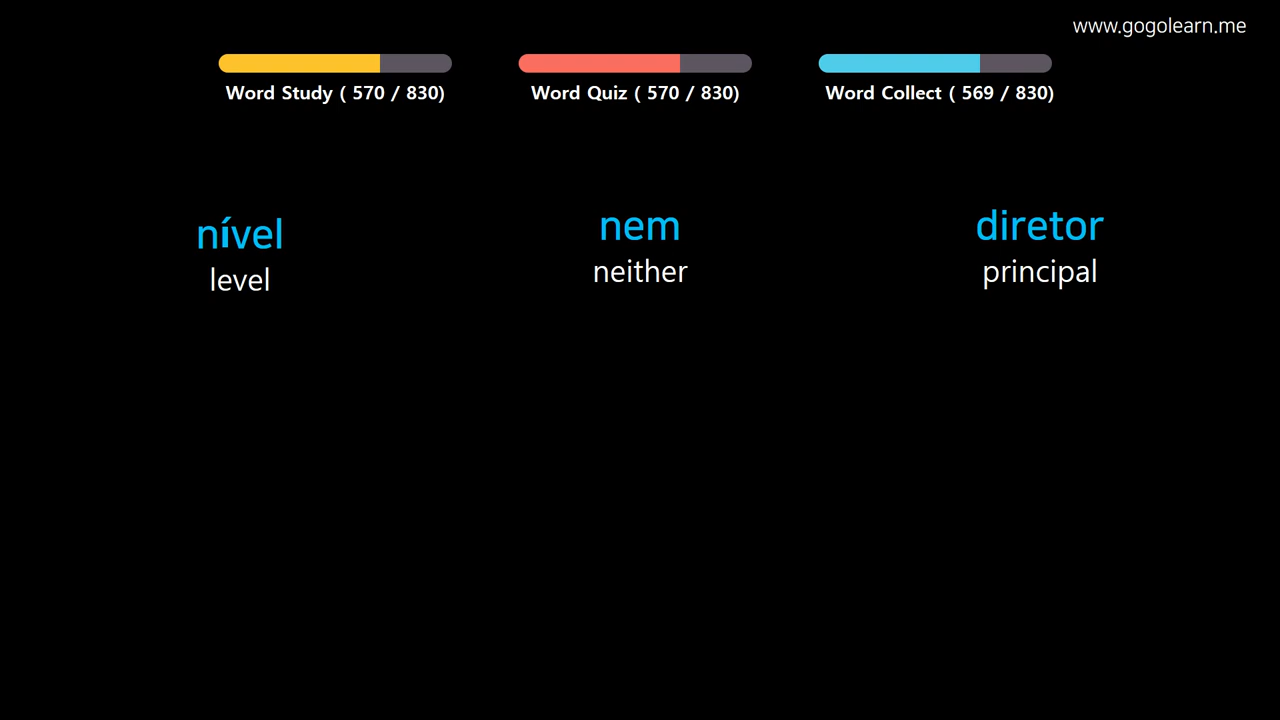 www.gogolearn.me
Word Study ( 570 / 830)
Word Quiz ( 570 / 830)
Word Collect ( 569 / 830)
nível
level
nem
neither
diretor
principal